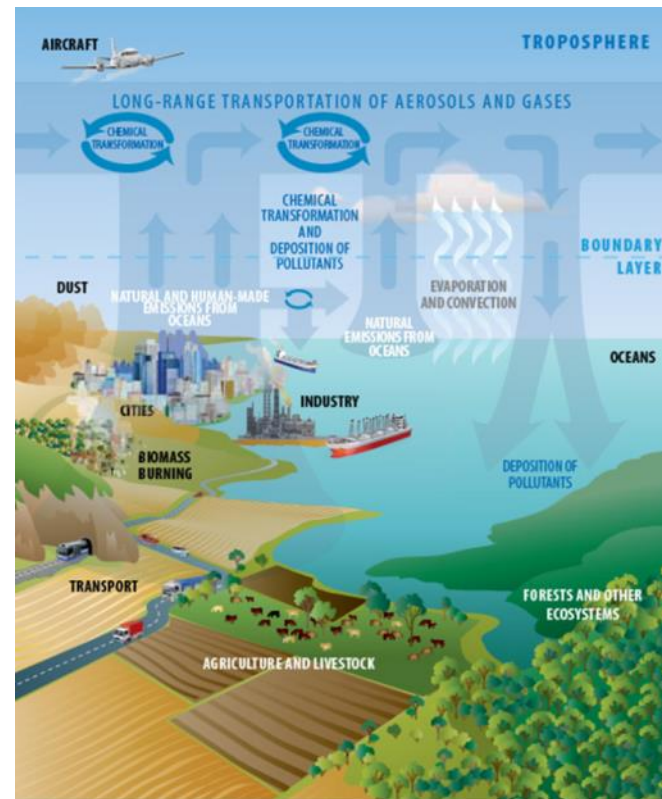 AIRCRAFT
TROPOSPHERE
LONG-RANGE TRANSPORTATION OF AEROSOLS AND GASES
CHEMICAL
TRANSFORMATION
CHEMICAL
TRANSFORMATION
CHEMICAL
TRANSFORMATION
AND
DEPOSITION OF
POLLUTANTS
BOUNDARY
LAYER
DUST
NATURAL AND HUMAN-MADE
EMISSIONS FROM
OCEANS
EVAPORATION
AND CONVECTION
NATURAL
EMISSIONS FROM
OCEANS
OCEANS
CITIES
INDUSTRY
BIOMASS
BURNING
DEPOSITION OF
POLLUTANTS
TRANSPORT
FORESTS AND OTHER
ECOSYSTEMS
AGRICULTURE AND LIVESTOCK